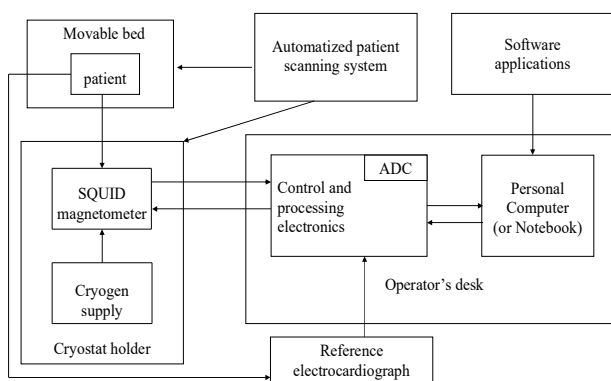 Movable bed
patient
Automatized patient
scanning system
Software
applications
SQUID
magnetometer
Cryogen
supply
Cryostat holder
ADC
Control and
processing
electronics
Personal
Computer
(or Notebook)
Operator’s desk
Reference
electrocardiograph